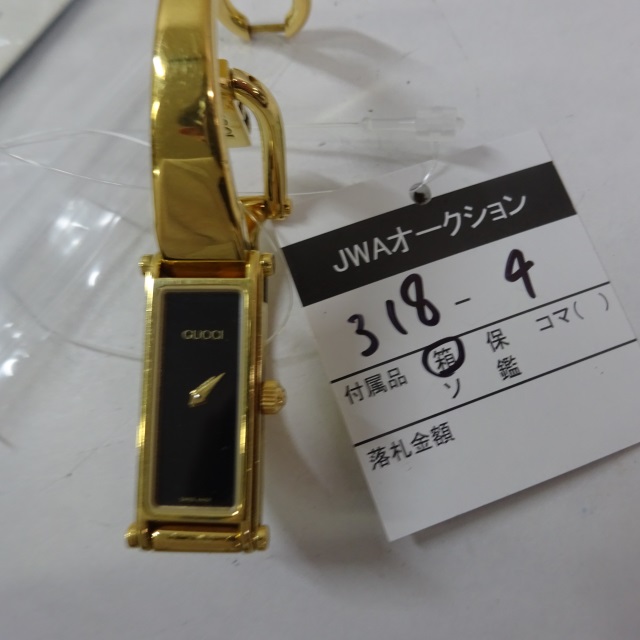 GUCCI
JWAオークション
318-4
付属品 箱 保 コマ( )
ソ 鑑
落札金額